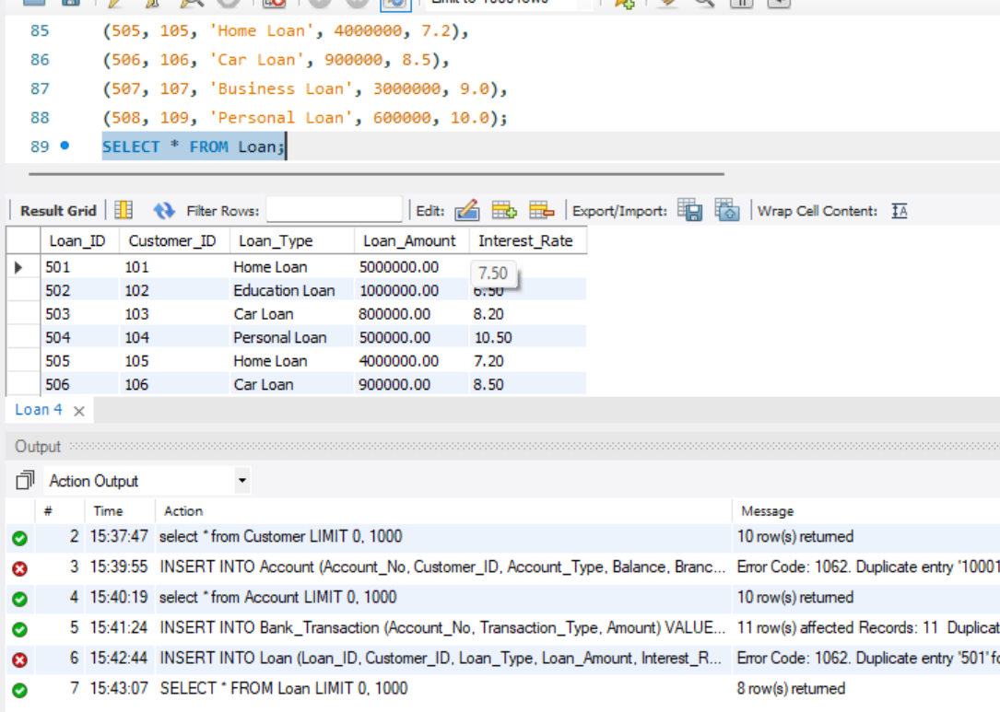 85 (505, 105, 'Home Loan', 4000000, 7.2),
86 (506, 106, 'Car Loan', 900000, 8.5),
87 (507, 107, 'Business Loan', 3000000, 9.0),
88 (508, 109, 'Personal Loan', 600000, 10.0);
89 SELECT * FROM Loan;
Result Grid Filter Rows: Edit: Export/Import: Wrap Cell Content:
Loan_ID Customer_ID Loan_Type Loan_Amount Interest_Rate
501 101 Home Loan 5000000.00 7.50
502 102 Education Loan 1000000.00 6.50
503 103 Car Loan 800000.00 8.20
504 104 Personal Loan 500000.00 10.50
505 105 Home Loan 4000000.00 7.20
506 106 Car Loan 900000.00 8.50
Loan 4
Output
Action Output
# Time Action Message
2 15:37:47 select * from Customer LIMIT 0, 1000 10 row(s) returned
3 15:39:55 INSERT INTO Account (Account_No, Customer_ID, Account_Type, Balance, Branc... Error Code: 1062. Duplicate entry '10001
4 15:40:19 select * from Account LIMIT 0, 1000 10 row(s) returned
5 15:41:24 INSERT INTO Bank_Transaction (Account_No, Transaction_Type, Amount) VALUE... 11 row(s) affected Records: 11 Duplicat
6 15:42:44 INSERT INTO Loan (Loan_ID, Customer_ID, Loan_Type, Loan_Amount, Interest_R... Error Code: 1062. Duplicate entry '501' fo
7 15:43:07 SELECT * FROM Loan LIMIT 0, 1000 8 row(s) returned